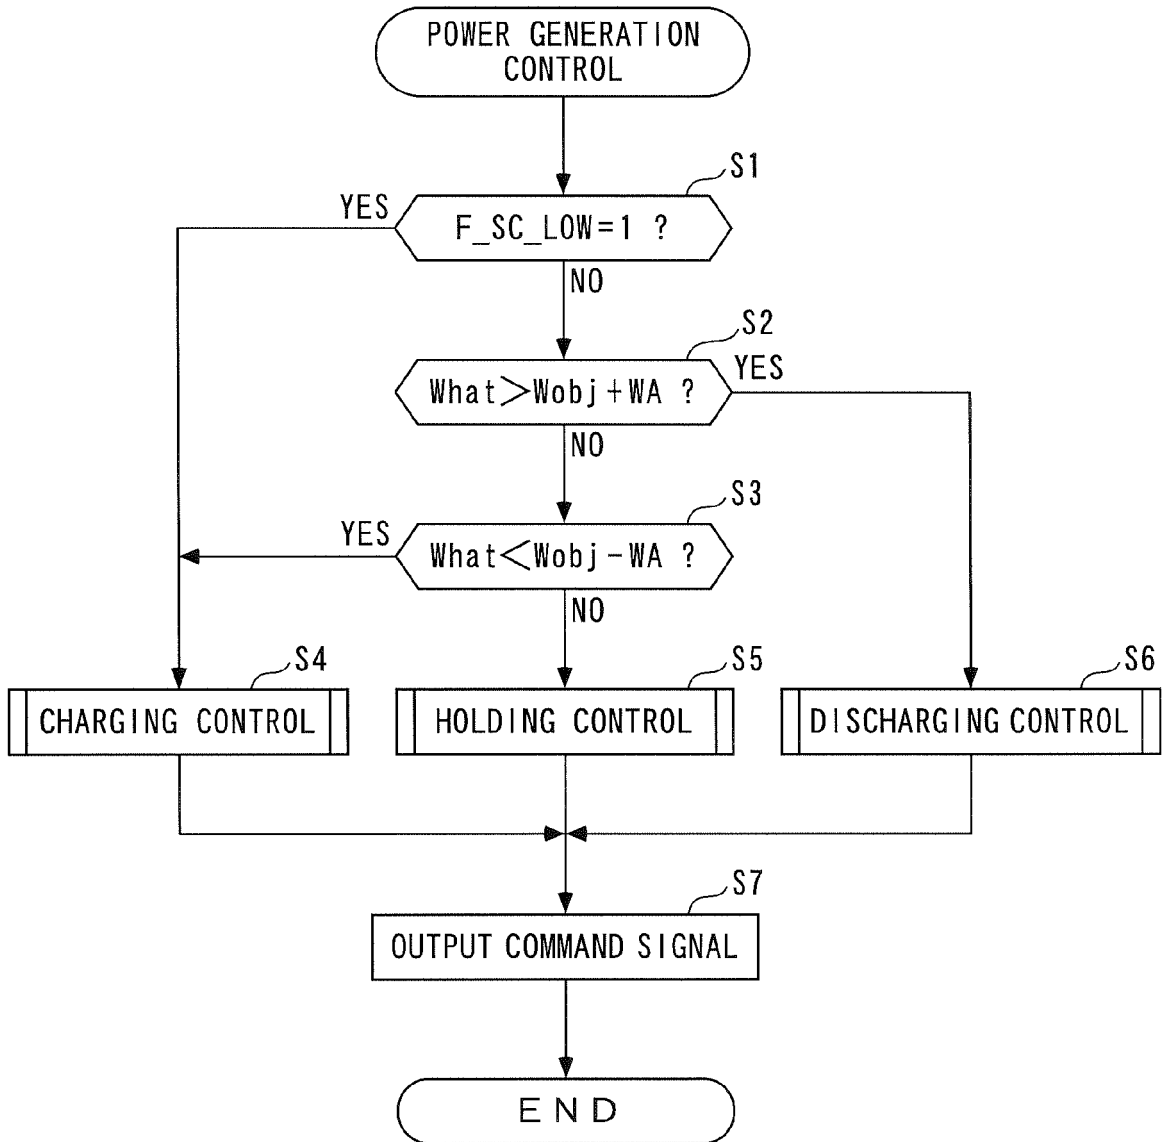 POWER GENERATION
CONTROL
S1
YES
F_SC_LOW=1 ?
NO
S2
What>Wobj+WA ?
YES
NO
S3
YES
What<Wobj-WA ?
NO
S4
CHARGING CONTROL
S5
HOLDING CONTROL
S6
DISCHARGING CONTROL
S7
OUTPUT COMMAND SIGNAL
END